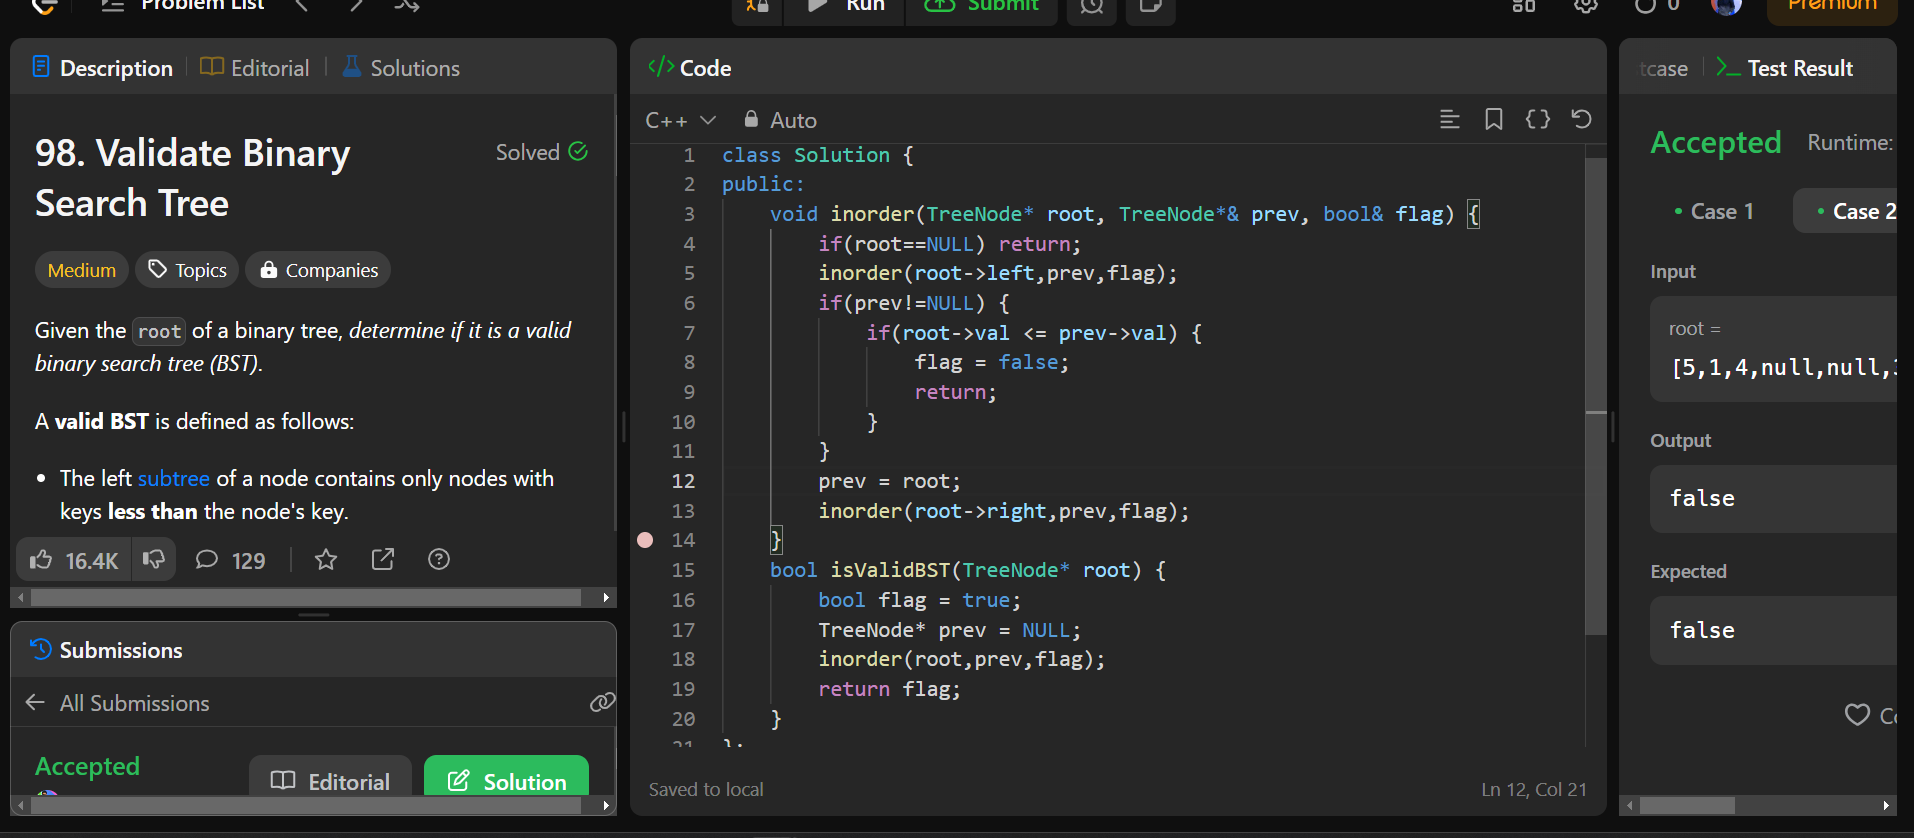 Problem List
Run
Submit
0
Premium
Description
Editorial
Solutions
98. Validate Binary
Search Tree
Solved
Medium
Topics
Companies
Given the root of a binary tree, determine if it is a valid
binary search tree (BST).
A valid BST is defined as follows:
The left subtree of a node contains only nodes with
keys less than the node's key.
16.4K
129
Submissions
All Submissions
Accepted
Editorial
Solution
</> Code
C++
Auto
1 class Solution {
2 public:
3 void inorder(TreeNode* root, TreeNode*& prev, bool& flag) {
4 if(root==NULL) return;
5 inorder(root->left,prev,flag);
6 if(prev!=NULL) {
7 if(root->val <= prev->val) {
8 flag = false;
9 return;
10 }
11 }
12 prev = root;
13 inorder(root->right,prev,flag);
14 }
15 bool isValidBST(TreeNode* root) {
16 bool flag = true;
17 TreeNode* prev = NULL;
18 inorder(root,prev,flag);
19 return flag;
20 }
21 };
Saved to local
Ln 12, Col 21
tcase
Test Result
Accepted
Runtime:
Case 1
Case 2
Input
root =
[5,1,4,null,null,
Output
false
Expected
false